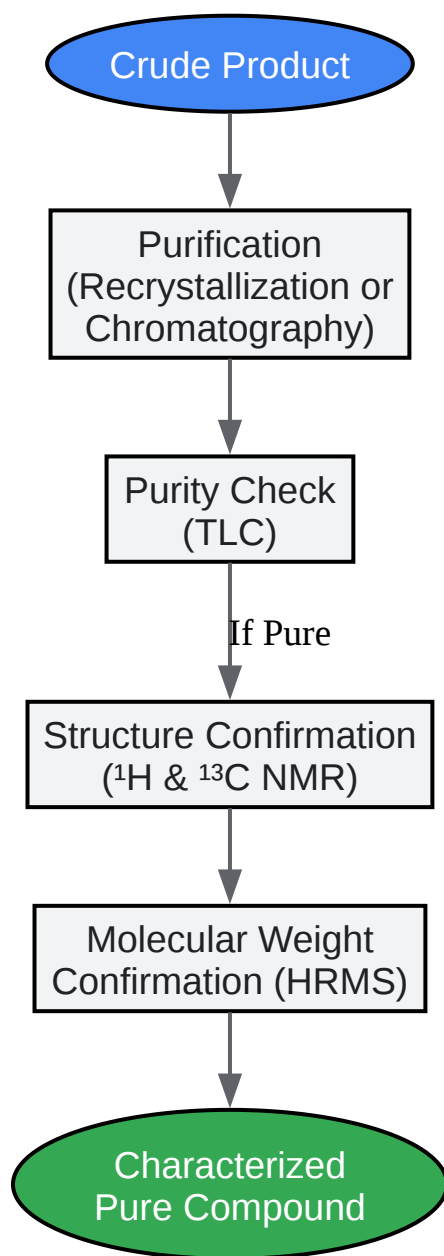 Crude Product
Purification
(Recrystallization or
Chromatography)
Purity Check
(TLC)
If Pure
Structure Confirmation
(¹H & ¹³C NMR)
Molecular Weight
Confirmation (HRMS)
Characterized
Pure Compound